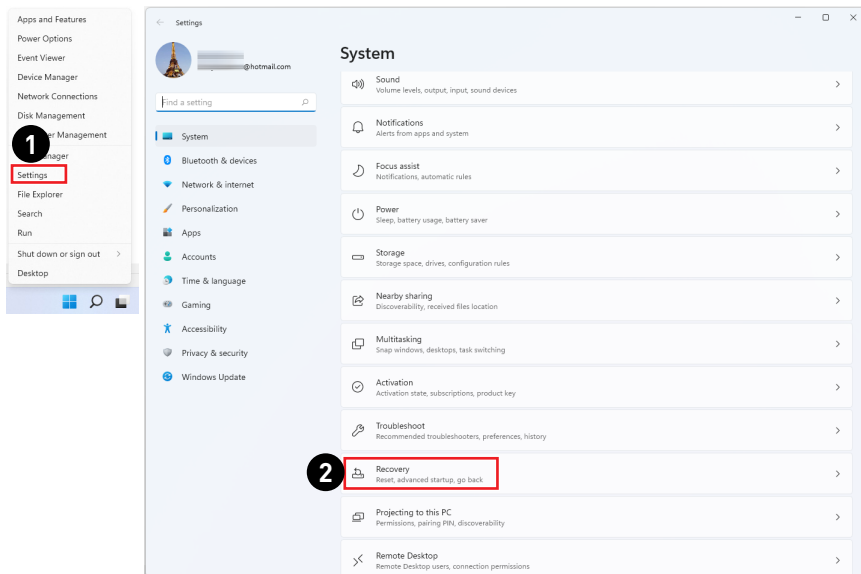 Apps and Features
Power Options
Event Viewer
Device Manager
Network Connections
Disk Management
Management
1
Settings
File Explorer
Search
Run
Shut down or sign out
Desktop
Settings
@hotmail.com
Find a setting
System
Bluetooth & devices
Network & internet
Personalization
Apps
Accounts
Time & language
Gaming
Accessibility
Privacy & security
Windows Update
System
Sound
Volume levels, output, input, sound devices
Notifications
Alerts from apps and system
Focus assist
Notifications, automatic rules
Power
Sleep, battery usage, battery saver
Storage
Storage space, drives, configuration rules
Nearby sharing
Discoverability, received files location
Multitasking
Snap windows, desktops, task switching
Activation
Activation state, subscriptions, product key
Troubleshoot
Recommended troubleshooters, preferences, history
2
Recovery
Reset, advanced startup, go back
Projecting to this PC
Permissions, pairing PIN, discoverability
Remote Desktop
Remote Desktop users, connection permissions